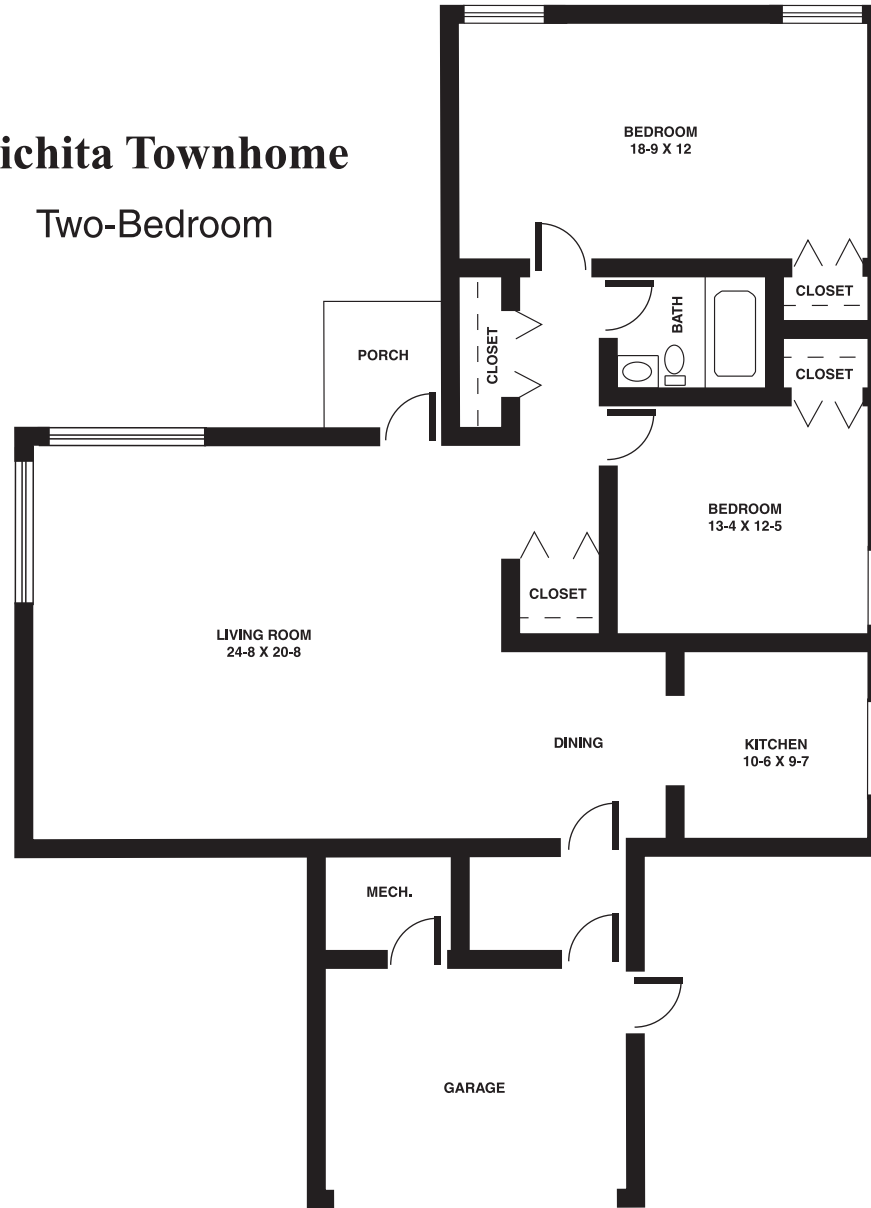 ichita Townhome
Two-Bedroom
BEDROOM
18-9 X 12
CLOSET
BATH
CLOSET
PORCH
CLOSET
BEDROOM
13-4 X 12-5
CLOSET
LIVING ROOM
24-8 X 20-8
DINING
KITCHEN
10-6 X 9-7
MECH.
GARAGE